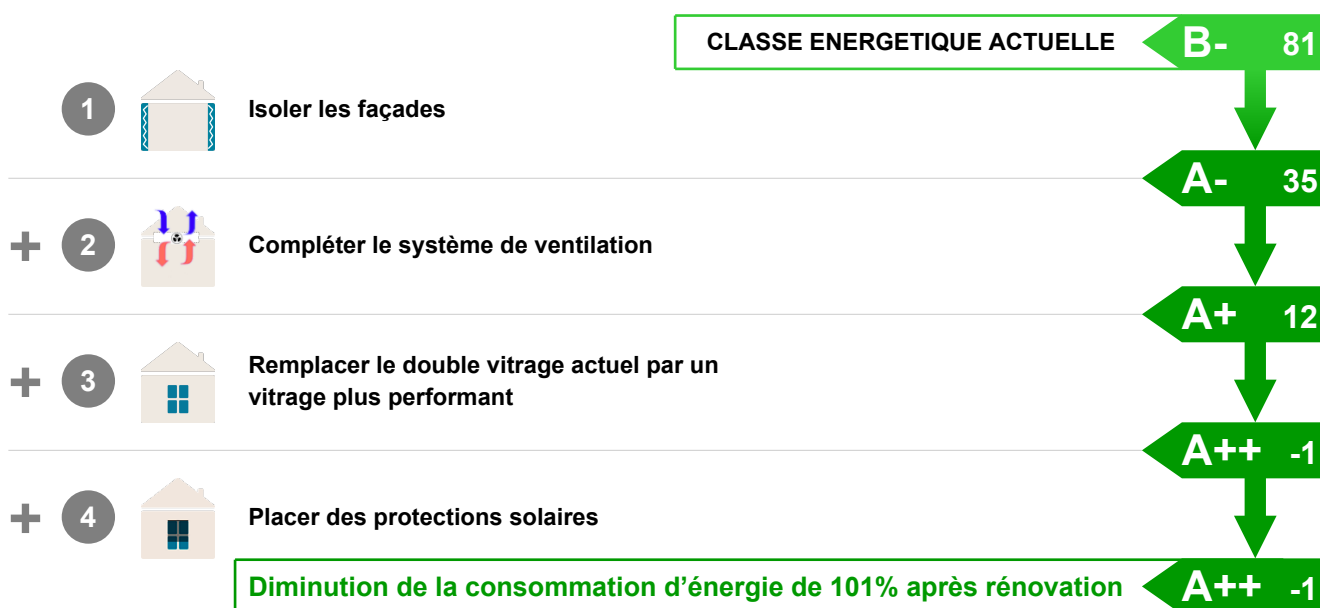 CLASSE ENERGETIQUE ACTUELLE B- 81
1 Isoler les façades
A- 35
+ 2 Compléter le système de ventilation
A+ 12
+ 3 Remplacer le double vitrage actuel par un
vitrage plus performant
A++ -1
+ 4 Placer des protections solaires
Diminution de la consommation d’énergie de 101% après rénovation A++ -1